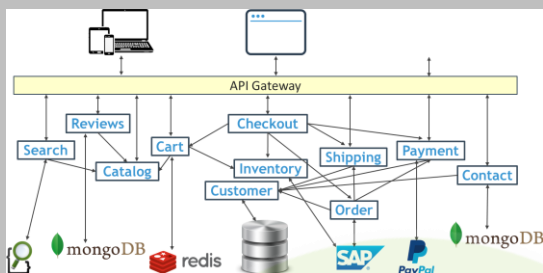 API Gateway
Reviews
Checkout
Search
Cart
Shipping
Payment
Catalog
Inventory
Contact
Customer
Order
mongoDB
redis
SAP
PayPal
mongoDB